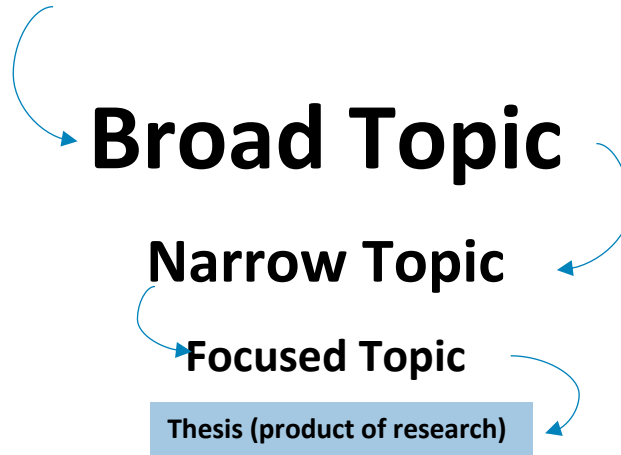 Broad Topic
Narrow Topic
Focused Topic
Thesis (product of research)